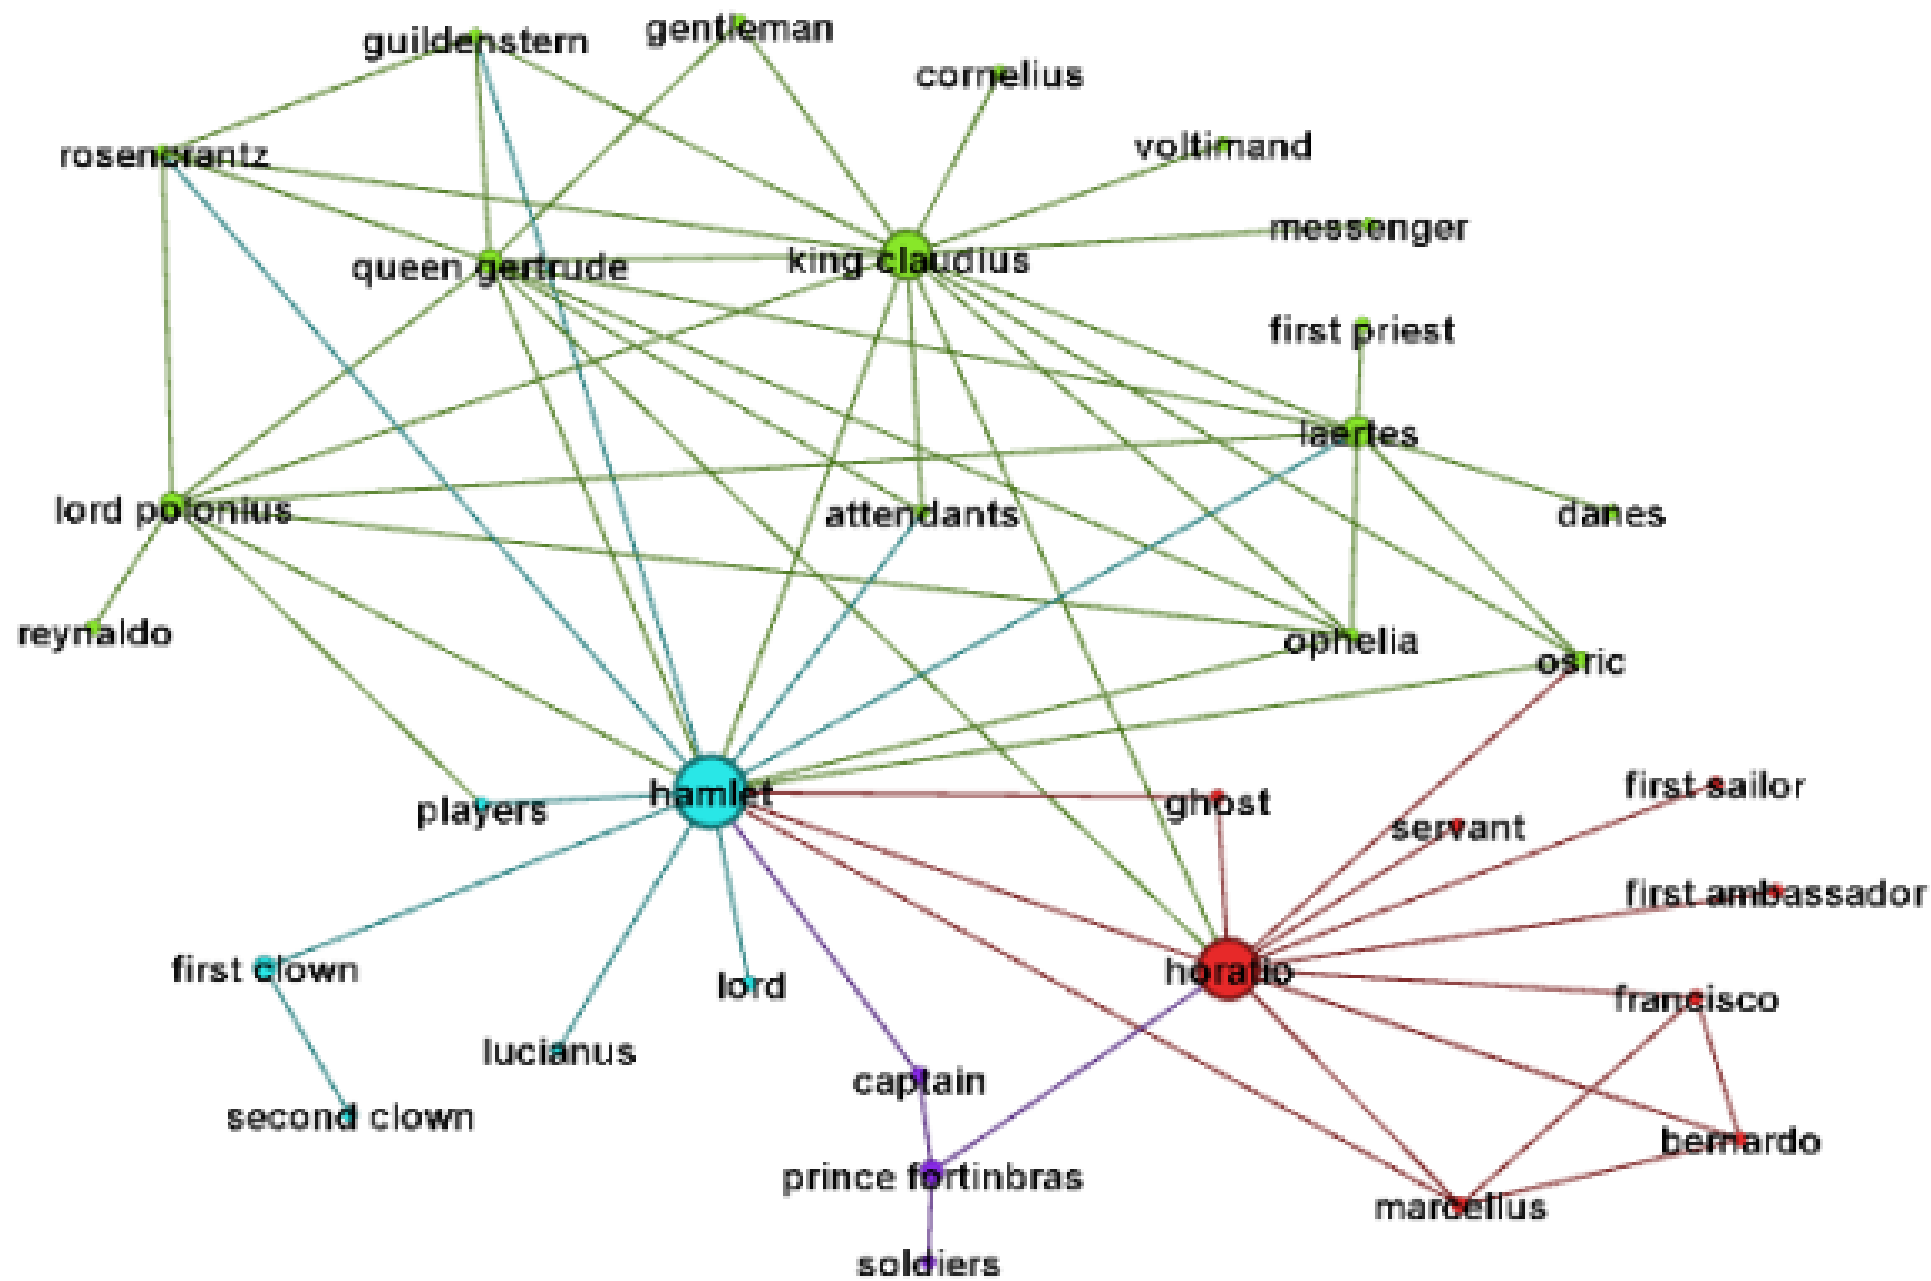 guildenstern
gentleman
cornelius
voltimand
rosencrantz
messenger
queen gertrude
king claudius
first priest
laertes
lord polonius
attendants
danes
reynaldo
ophelia
osric
players
hamlet
ghost
first sailor
servant
first ambassador
first clown
lord
horatio
francisco
lucianus
captain
second clown
bernardo
prince fortinbras
marcellus
soldiers